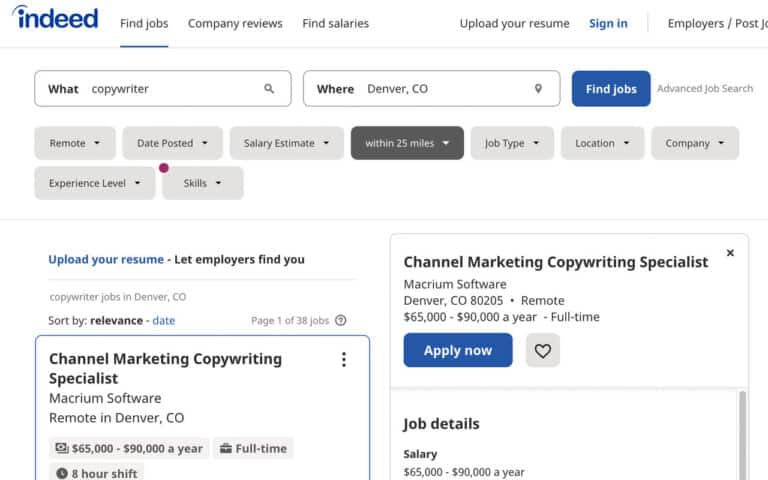 indeed Find jobs Company reviews Find salaries Upload your resume Sign in Employers / Post Jo
What copywriter Where Denver, CO Find jobs Advanced Job Search
Remote Date Posted Salary Estimate within 25 miles Job Type Location Company
Experience Level Skills
Upload your resume - Let employers find you
copywriter jobs in Denver, CO
Sort by: relevance - date Page 1 of 38 jobs
Channel Marketing Copywriting
Specialist
Macrium Software
Remote in Denver, CO
$65,000 - $90,000 a year Full-time
8 hour shift
Channel Marketing Copywriting Specialist
Macrium Software
Denver, CO 80205 • Remote
$65,000 - $90,000 a year - Full-time
Apply now
Job details
Salary
$65,000 - $90,000 a year